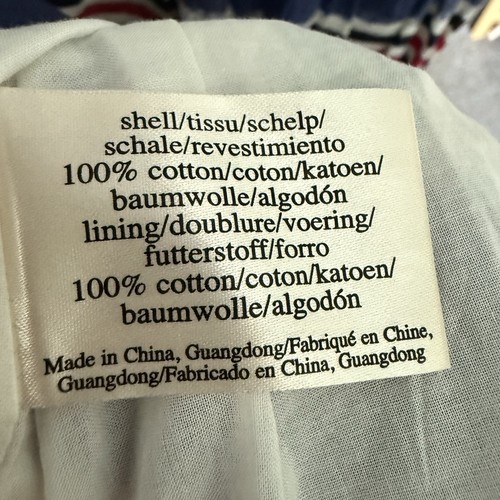 shell/tissu/schelp/
schale/revestimiento
100% cotton/coton/katoen/
baumwolle/algodón
lining/doublure/voering/
futterstoff/forro
100% cotton/coton/katoen/
baumwolle/algodón
Made in China, Guangdong/Fabriqué en Chine,
Guangdong/Fabricado en China, Guangdong